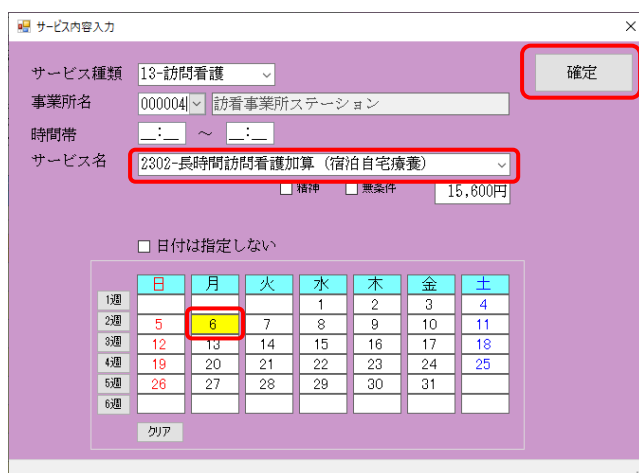 サービス内容入力 ×
サービス種類 13-訪問看護 確定
事業所名 000004 訪看事業所ステーション
時間帯 __:__ ～ __:__
サービス名 2302-長時間訪問看護加算（宿泊自宅療養）
精神 無条件 15,600円
日付は指定しない
日 月 火 水 木 金 土
1週 1 2 3 4
2週 5 6 7 8 9 10 11
3週 12 13 14 15 16 17 18
4週 19 20 21 22 23 24 25
5週 26 27 28 29 30 31
6週
クリア